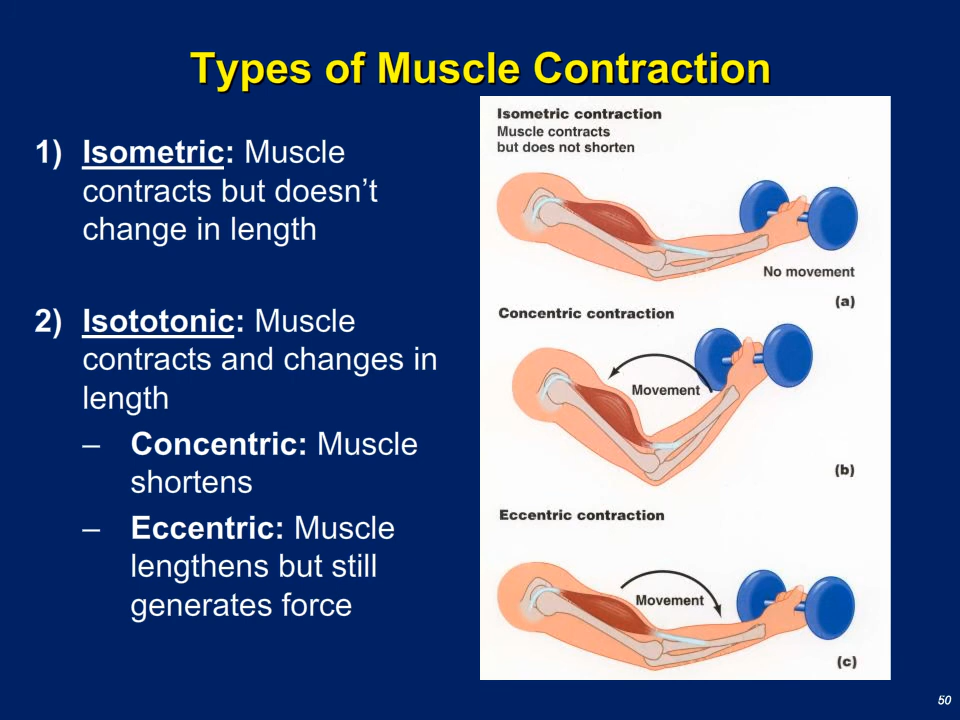 Types of Muscle Contraction
1) Isometric: Muscle
contracts but doesn’t
change in length
2) Isototonic: Muscle
contracts and changes in
length
– Concentric: Muscle
shortens
– Eccentric: Muscle
lengthens but still
generates force
Isometric contraction
Muscle contracts
but does not shorten
No movement
(a)
Concentric contraction
Movement
(b)
Eccentric contraction
Movement
(c)
50